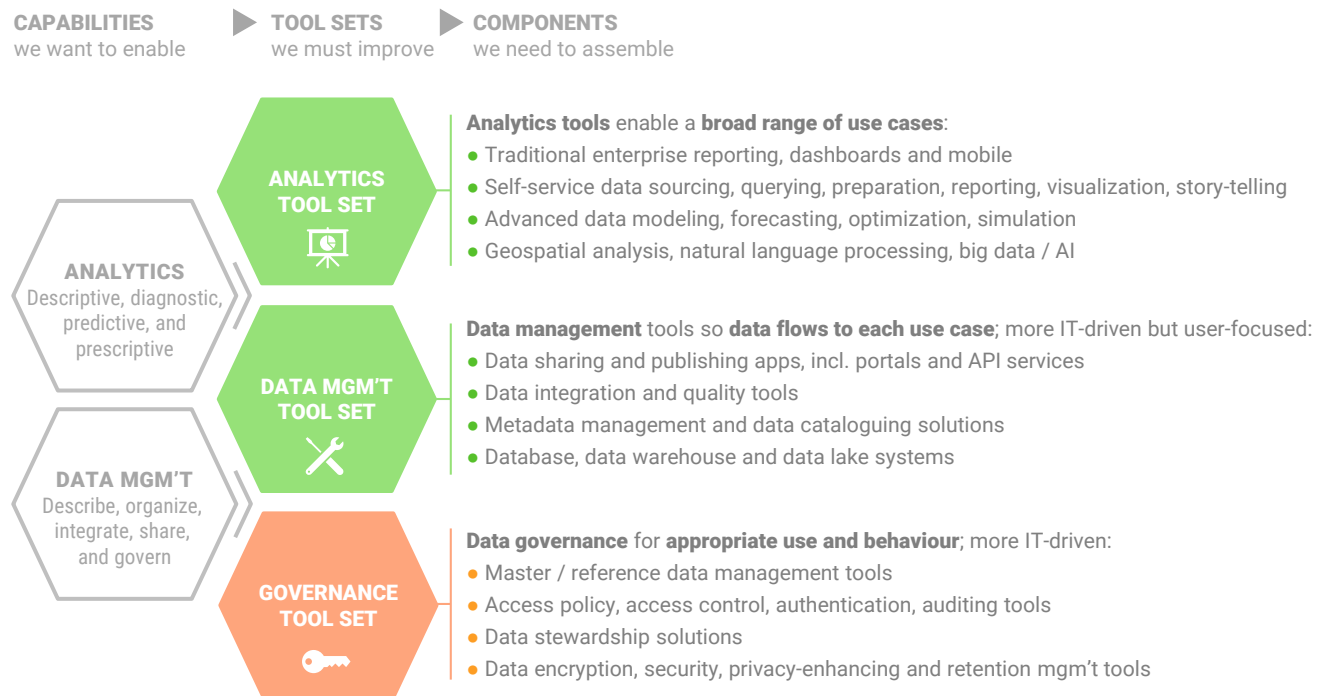 CAPABILITIES
we want to enable
TOOL SETS
we must improve
COMPONENTS
we need to assemble
ANALYTICS
Descriptive, diagnostic,
predictive, and
prescriptive
DATA MGM'T
Describe, organize,
integrate, share,
and govern
ANALYTICS
TOOL SET
Analytics tools enable a broad range of use cases:
• Traditional enterprise reporting, dashboards and mobile
• Self-service data sourcing, querying, preparation, reporting, visualization, story-telling
• Advanced data modeling, forecasting, optimization, simulation
• Geospatial analysis, natural language processing, big data / AI
DATA MGM'T
TOOL SET
Data management tools so data flows to each use case; more IT-driven but user-focused:
• Data sharing and publishing apps, incl. portals and API services
• Data integration and quality tools
• Metadata management and data cataloguing solutions
• Database, data warehouse and data lake systems
GOVERNANCE
TOOL SET
Data governance for appropriate use and behaviour; more IT-driven:
• Master / reference data management tools
• Access policy, access control, authentication, auditing tools
• Data stewardship solutions
• Data encryption, security, privacy-enhancing and retention mgm't tools